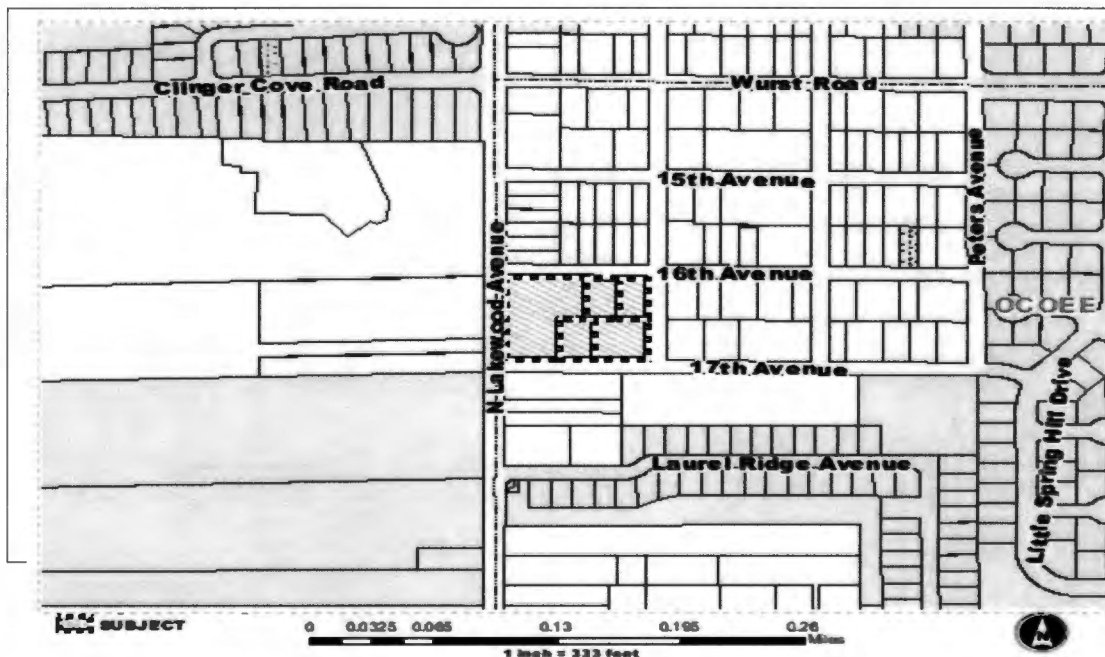 Clinger Cove Road
Wurst Road
15th Avenue
Peters Avenue
N Lakewood Avenue
16th Avenue
OCOEE
17th Avenue
Laurel Ridge Avenue
Little Spring Hill Drive
SUBJECT
0 0.0325 0.065 0.13 0.195 0.26
Miles
1 inch = 333 feet
N